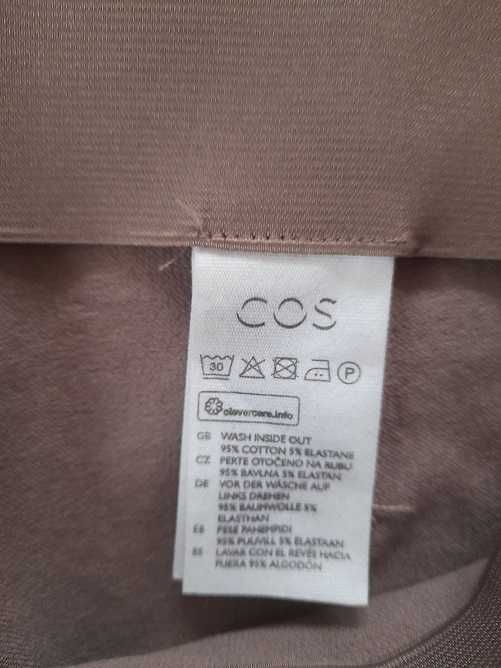 COS
30
P
clevercare.info
GB WASH INSIDE OUT
95% COTTON 5% ELASTANE
CZ PERTE OTOČENO NA RUBU
95% BAVLNA 5% ELASTAN
DE VOR DER WÄSCHE AUF
LINKS DREHEN
95% BAUMWOLLE 5%
ELASTHAN
EE PESE PAHEMPIDI
95% PUUVILL 5% ELASTAAN
ES LAVAR CON EL REVÉS HACIA
FUERA 95% ALGODÓN